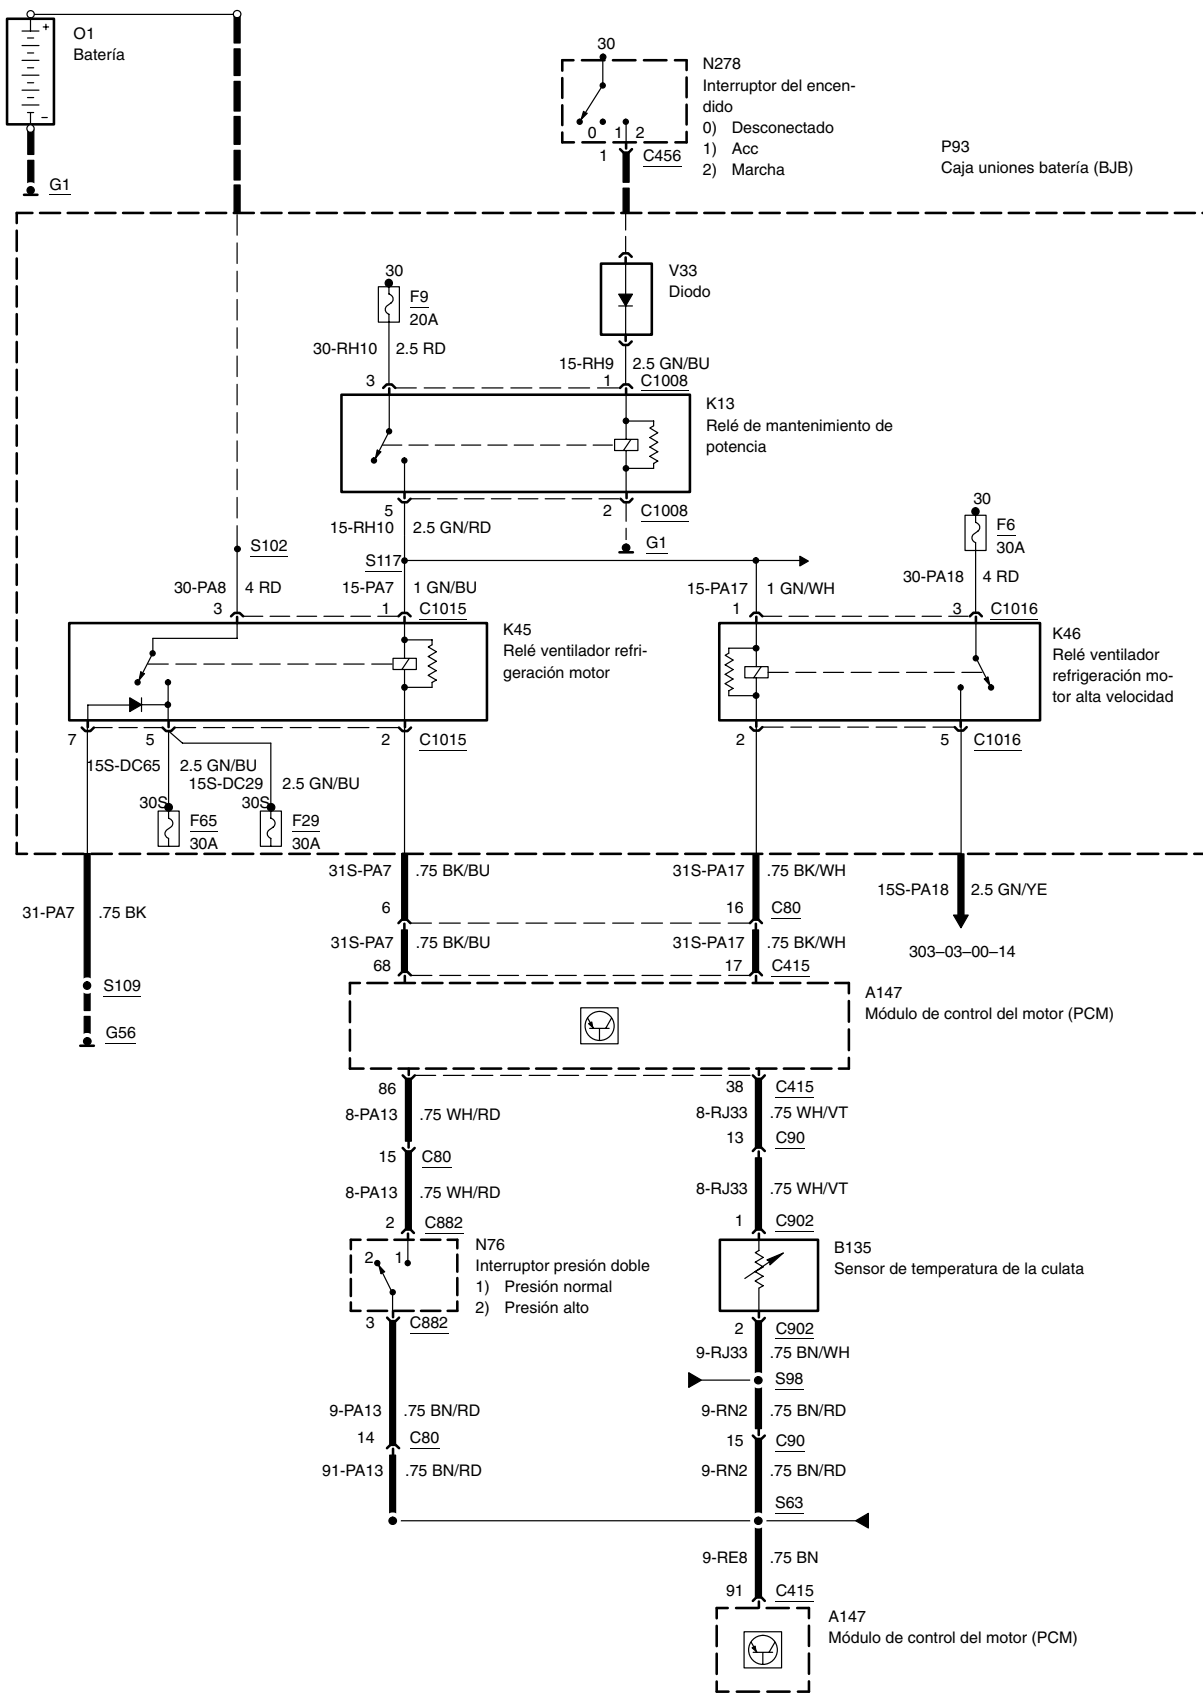 O1
Batería
+
−
G1
30
N278
Interruptor del encen-
dido
0) Desconectado
1) Acc
2) Marcha
0 1 2
1 C456
P93
Caja uniones batería (BJB)
V33
Diodo
30
F9
20A
30-RH10 2.5 RD
15-RH9 2.5 GN/BU
3 1 C1008
K13
Relé de mantenimiento de
potencia
5 2 C1008
15-RH10 2.5 GN/RD
G1
30
F6
30A
S102
S117
30-PA8 4 RD
15-PA7 1 GN/BU
15-PA17 1 GN/WH
30-PA18 4 RD
3 1 C1015
1 3 C1016
K45
Relé ventilador refri-
geración motor
K46
Relé ventilador
refrigeración mo-
tor alta velocidad
7 5 2 C1015
2 5 C1016
15S-DC65 2.5 GN/BU
15S-DC29 2.5 GN/BU
30S 30S
F65
30A
F29
30A
31S-PA7 .75 BK/BU
31S-PA17 .75 BK/WH
15S-PA18 2.5 GN/YE
31-PA7 .75 BK
6 16 C80
303–03–00–14
31S-PA7 .75 BK/BU
31S-PA17 .75 BK/WH
68 17 C415
S109
G56
A147
Módulo de control del motor (PCM)
86 38 C415
8-PA13 .75 WH/RD
8-RJ33 .75 WH/VT
15 C80
13 C90
8-PA13 .75 WH/RD
8-RJ33 .75 WH/VT
2 C882
1 C902
N76
Interruptor presión doble
1) Presión normal
2) Presión alto
2 1
B135
Sensor de temperatura de la culata
3 C882
2 C902
9-RJ33 .75 BN/WH
S98
9-PA13 .75 BN/RD
9-RN2 .75 BN/RD
14 C80
15 C90
91-PA13 .75 BN/RD
9-RN2 .75 BN/RD
S63
9-RE8 .75 BN
91 C415
A147
Módulo de control del motor (PCM)